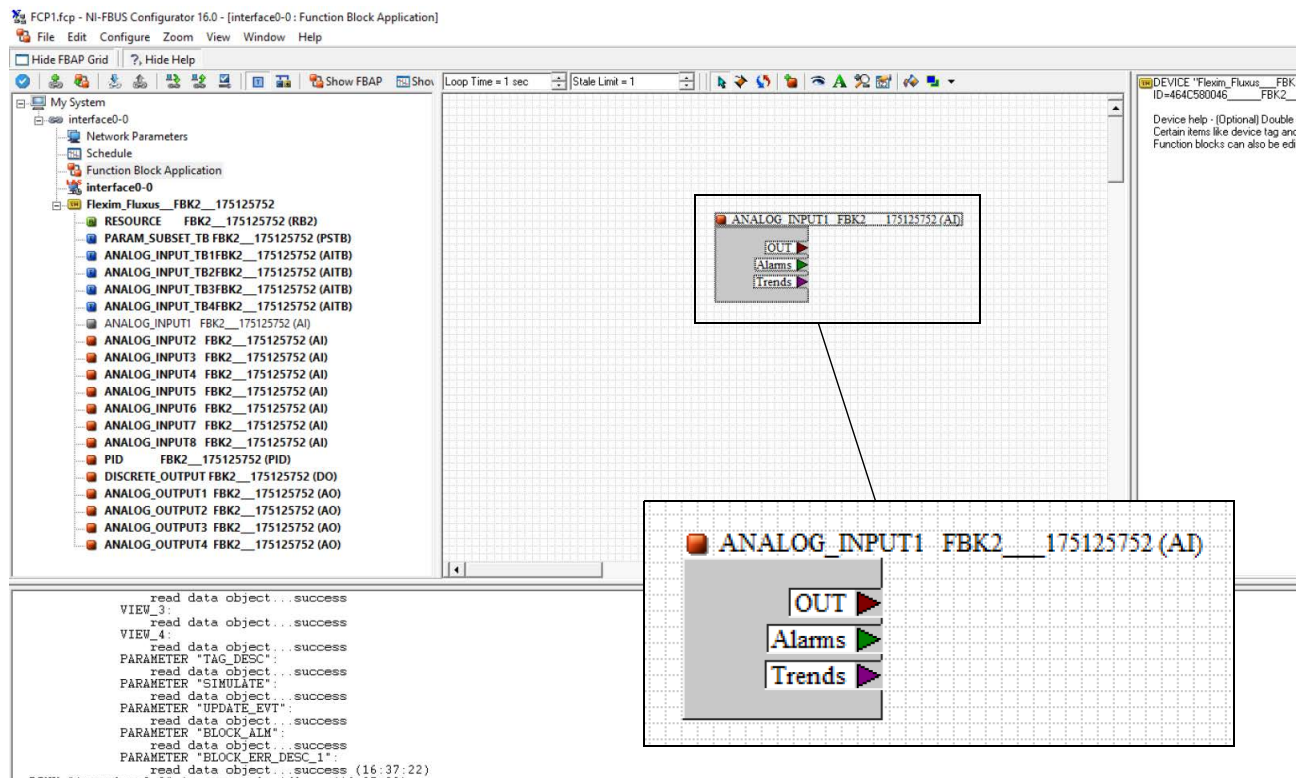 FCP1.fcp - NI-FBUS Configurator 16.0 - [interface0-0 : Function Block Application]
File Edit Configure Zoom View Window Help
Hide FBAP Grid ?, Hide Help
Show FBAP Show Loop Time = 1 sec Stale Limit = 1
My System
interface0-0
Network Parameters
Schedule
Function Block Application
interface0-0
Flexim_Fluxus__FBK2__175125752
RESOURCE FBK2__175125752 (RB2)
PARAM_SUBSET_TB FBK2__175125752 (PSTB)
ANALOG_INPUT_TB1FBK2__175125752 (AITB)
ANALOG_INPUT_TB2FBK2__175125752 (AITB)
ANALOG_INPUT_TB3FBK2__175125752 (AITB)
ANALOG_INPUT_TB4FBK2__175125752 (AITB)
ANALOG_INPUT1 FBK2__175125752 (AI)
ANALOG_INPUT2 FBK2__175125752 (AI)
ANALOG_INPUT3 FBK2__175125752 (AI)
ANALOG_INPUT4 FBK2__175125752 (AI)
ANALOG_INPUT5 FBK2__175125752 (AI)
ANALOG_INPUT6 FBK2__175125752 (AI)
ANALOG_INPUT7 FBK2__175125752 (AI)
ANALOG_INPUT8 FBK2__175125752 (AI)
PID FBK2__175125752 (PID)
DISCRETE_OUTPUT FBK2__175125752 (DO)
ANALOG_OUTPUT1 FBK2__175125752 (AO)
ANALOG_OUTPUT2 FBK2__175125752 (AO)
ANALOG_OUTPUT3 FBK2__175125752 (AO)
ANALOG_OUTPUT4 FBK2__175125752 (AO)
ANALOG_INPUT1 FBK2___175125752 (AI)
OUT
Alarms
Trends
DEVICE "Flexim_Fluxus___FBK
ID=464C580046_____FBK2__
Device help - (Optional) Double
Certain items like device tag and
Function blocks can also be edi
ANALOG_INPUT1 FBK2___175125752 (AI)
OUT
Alarms
Trends
read data object...success
VIEW_3:
read data object...success
VIEW_4:
read data object...success
PARAMETER "TAG_DESC":
read data object...success
PARAMETER "SIMULATE":
read data object...success
PARAMETER "UPDATE_EVT":
read data object...success
PARAMETER "BLOCK_ALM":
read data object...success
PARAMETER "BLOCK_ERR_DESC_1":
read data object...success (16:37:22)